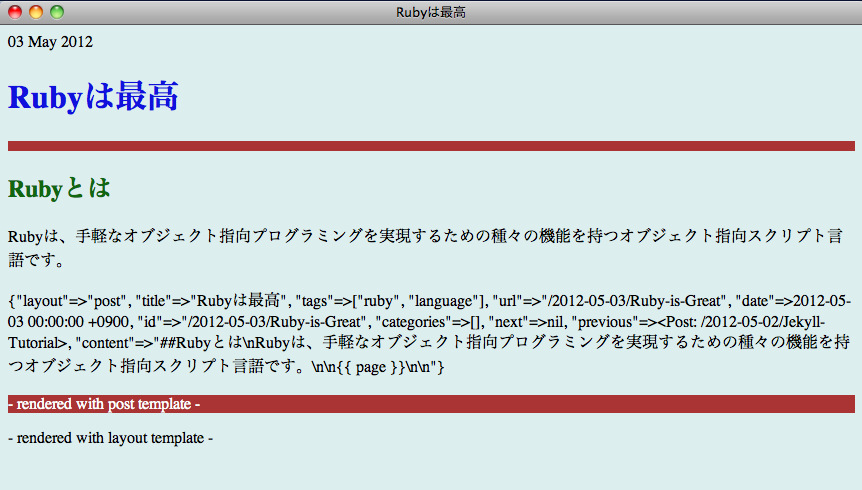 Rubyは最高
03 May 2012
Rubyは最高
Rubyとは
Rubyは、手軽なオブジェクト指向プログラミングを実現するための種々の機能を持つオブジェクト指向スクリプト言
語です。
{"layout"=>"post", "title"=>"Rubyは最高", "tags"=>["ruby", "language"], "url"=>"/2012-05-03/Ruby-is-Great", "date"=>2012-05-
03 00:00:00 +0900, "id"=>"/2012-05-03/Ruby-is-Great", "categories"=>[], "next"=>nil, "previous"=><Post: /2012-05-02/Jekyll-
Tutorial>, "content"=>"##Rubyとは\nRubyは、手軽なオブジェクト指向プログラミングを実現するための種々の機能を持
つオブジェクト指向スクリプト言語です。\n\n{{ page }}\n\n"}
- rendered with post template -
- rendered with layout template -